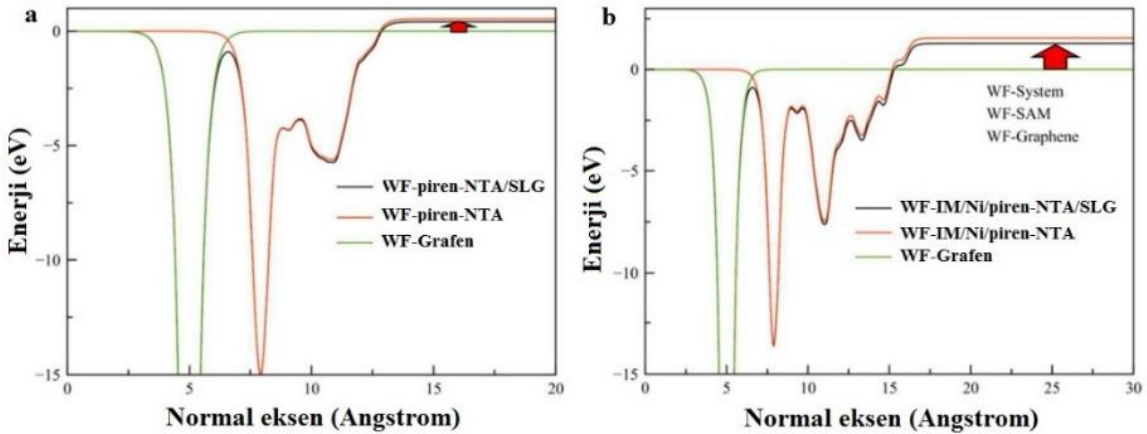 a
0
−5
−10
−15
Enerji (eV)
WF-piren-NTA/SLG
WF-piren-NTA
WF-Grafen
0 5 10 15 20
Normal eksen (Angstrom)
b
0
−5
−10
−15
Enerji (eV)
WF-System
WF-SAM
WF-Graphene
WF-IM/Ni/piren-NTA/SLG
WF-IM/Ni/piren-NTA
WF-Grafen
0 5 10 15 20 25 30
Normal eksen (Angstrom)